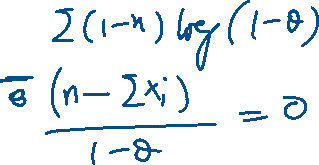 Σ(1-x) log (1-θ)
(n - Σxi) / 1-θ = 0